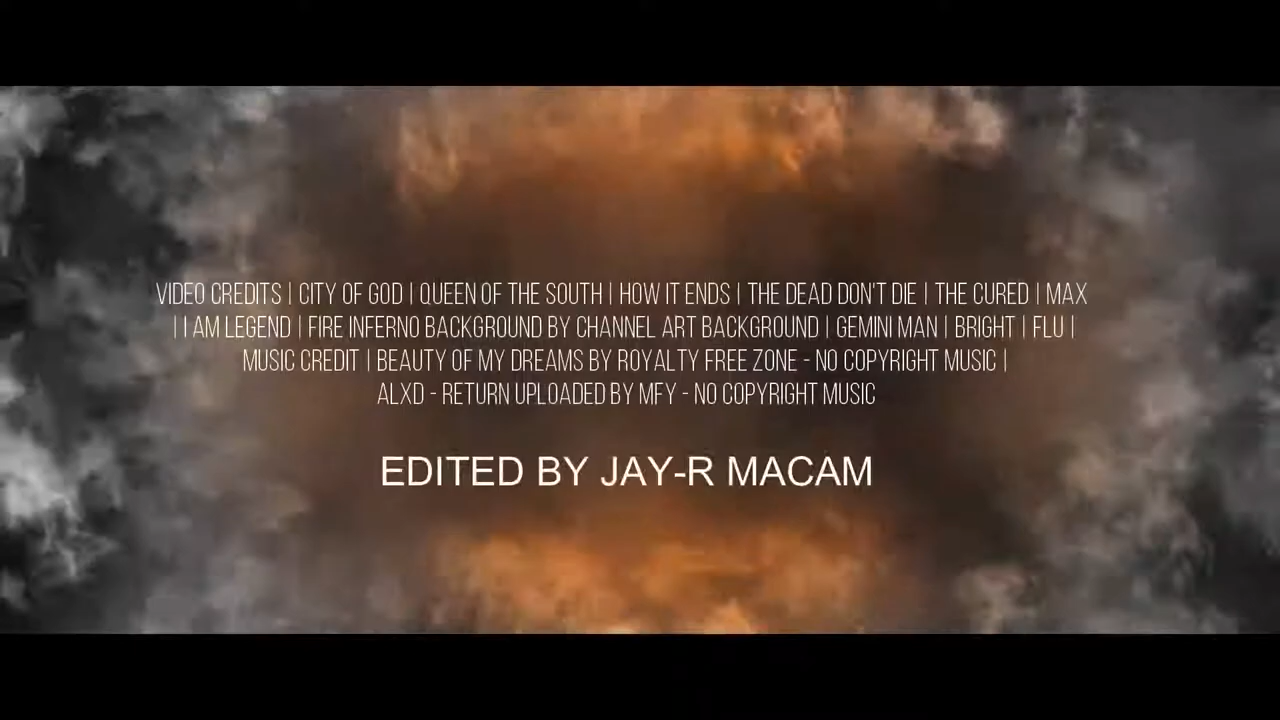 VIDEO CREDITS | CITY OF GOD | QUEEN OF THE SOUTH | HOW IT ENDS | THE DEAD DON'T DIE | THE CURED | MAX
| I AM LEGEND | FIRE INFERNO BACKGROUND BY CHANNEL ART BACKGROUND | GEMINI MAN | BRIGHT | FLU |
MUSIC CREDIT | BEAUTY OF MY DREAMS BY ROYALTY FREE ZONE - NO COPYRIGHT MUSIC |
ALXD - RETURN UPLOADED BY MFY - NO COPYRIGHT MUSIC
EDITED BY JAY-R MACAM